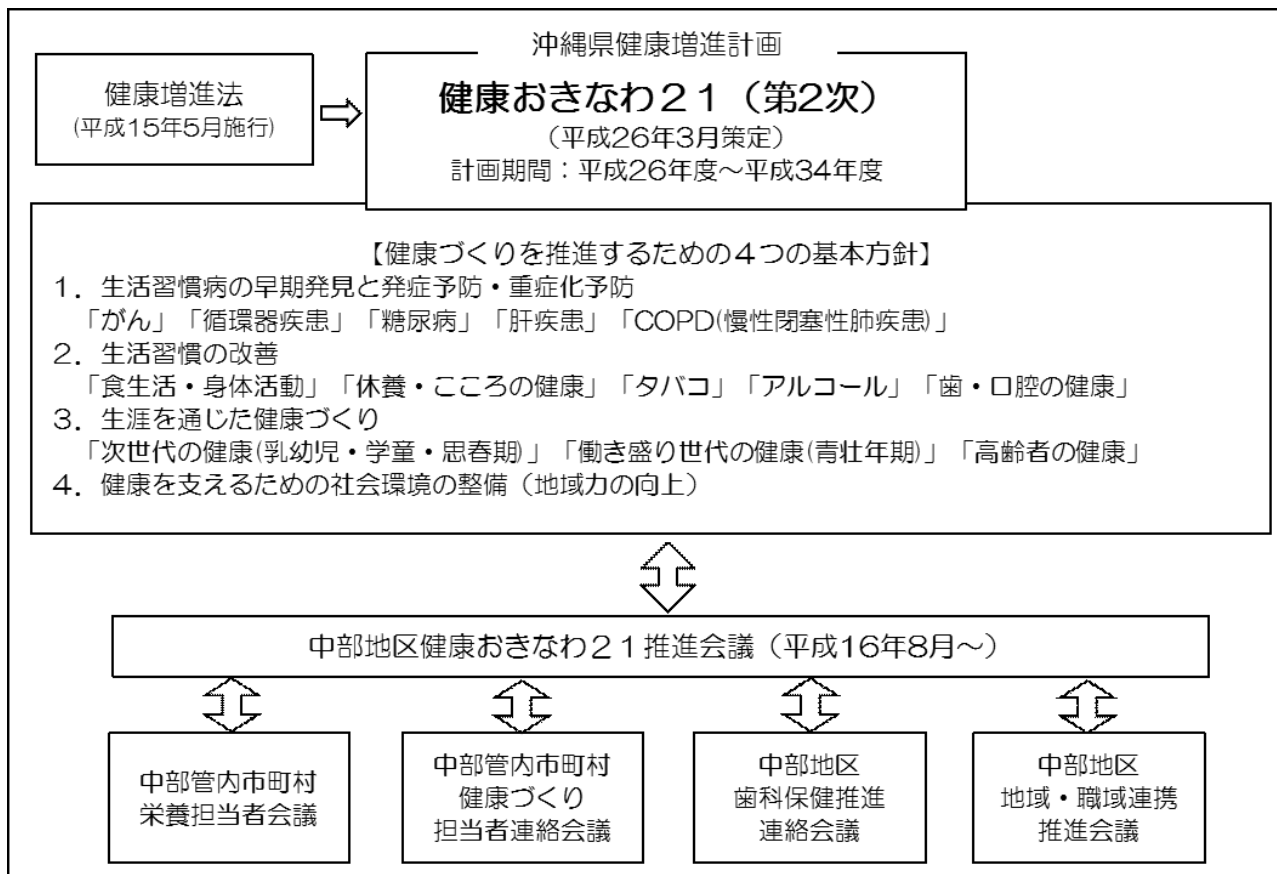 沖縄県健康増進計画
健康増進法
(平成15年5月施行)
健康おきなわ２１（第2次）
（平成26年3月策定）
計画期間：平成26年度～平成34年度
【健康づくりを推進するための４つの基本方針】
１．生活習慣病の早期発見と発症予防・重症化予防
「がん」「循環器疾患」「糖尿病」「肝疾患」「COPD(慢性閉塞性肺疾患)」
２．生活習慣の改善
「食生活・身体活動」「休養・こころの健康」「タバコ」「アルコール」「歯・口腔の健康」
３．生涯を通じた健康づくり
「次世代の健康(乳幼児・学童・思春期)」「働き盛り世代の健康(青壮年期)」「高齢者の健康」
４．健康を支えるための社会環境の整備（地域力の向上）
中部地区健康おきなわ２１推進会議（平成16年8月～）
中部管内市町村
栄養担当者会議
中部管内市町村
健康づくり
担当者連絡会議
中部地区
歯科保健推進
連絡会議
中部地区
地域・職域連携
推進会議